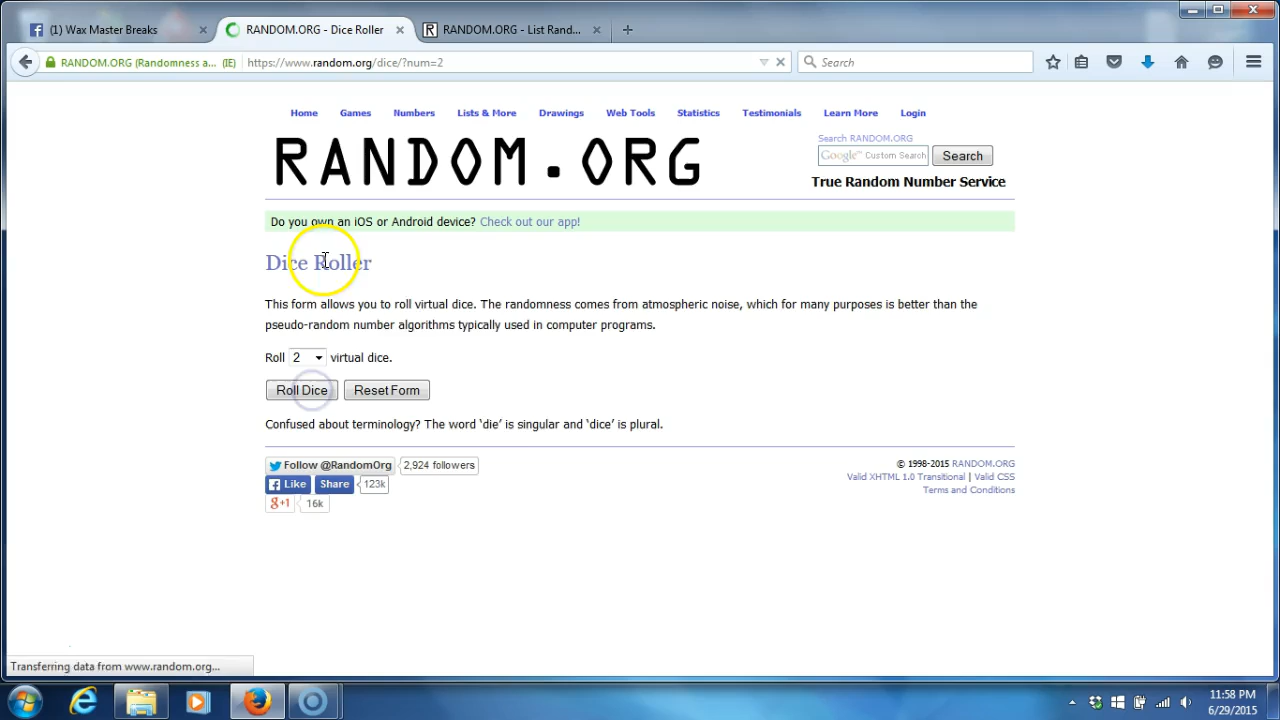 (1) Wax Master Breaks
RANDOM.ORG - Dice Roller
RANDOM.ORG - List Rand...
RANDOM.ORG (Randomness a... (IE)
https://www.random.org/dice/?num=2
Search
Home Games Numbers Lists & More Drawings Web Tools Statistics Testimonials Learn More Login
RANDOM.ORG
Search RANDOM.ORG
Google™ Custom Search
Search
True Random Number Service
Do you own an iOS or Android device? Check out our app!
Dice Roller
This form allows you to roll virtual dice. The randomness comes from atmospheric noise, which for many purposes is better than the
pseudo-random number algorithms typically used in computer programs.
Roll 2 virtual dice.
Roll Dice Reset Form
Confused about terminology? The word ‘die’ is singular and ‘dice’ is plural.
Follow @RandomOrg 2,924 followers
Like Share 123k
g+1 16k
© 1998-2015 RANDOM.ORG
Valid XHTML 1.0 Transitional | Valid CSS
Terms and Conditions
Transferring data from www.random.org...
11:58 PM
6/29/2015